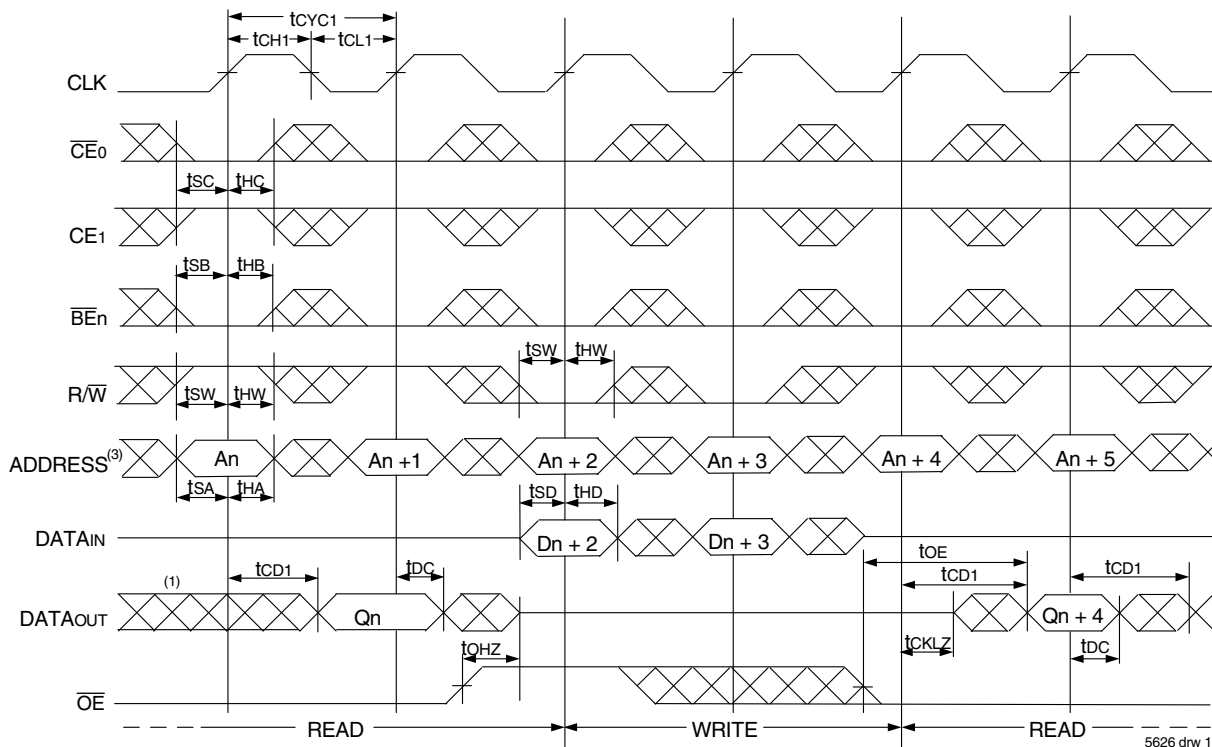 tCYC1
tCH1 tCL1
CLK
CE0
tSC tHC
CE1
tSB tHB
BEn
tSW tHW
R/W
tSW tHW
ADDRESS(3) An An +1 An + 2 An + 3 An + 4 An + 5
tSA tHA tSD tHD
DATAIN Dn + 2 Dn + 3
tOE
(1) tCD1 tDC tCD1 tCD1
DATAOUT Qn Qn + 4
tOHZ tCKLZ tDC
OE
READ WRITE READ
5626 drw 1